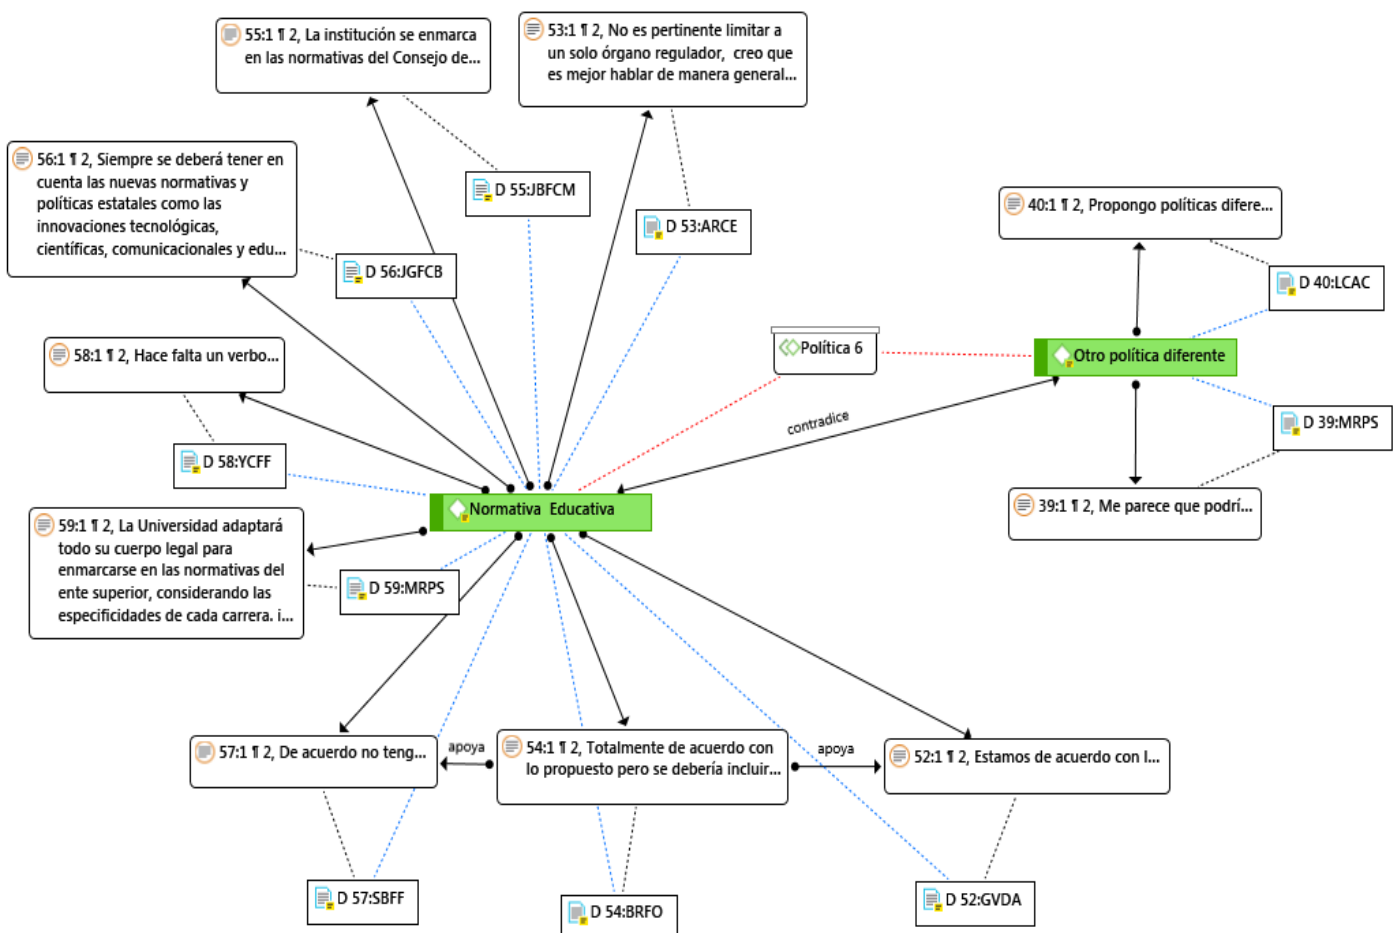 55:1 ¶ 2, La institución se enmarca
en las normativas del Consejo de...
53:1 ¶ 2, No es pertinente limitar a
un solo órgano regulador, creo que
es mejor hablar de manera general...
56:1 ¶ 2, Siempre se deberá tener en
cuenta las nuevas normativas y
políticas estatales como las
innovaciones tecnológicas,
científicas, comunicacionales y edu...
D 55:JBFCM
D 53:ARCE
D 56:JGFCB
40:1 ¶ 2, Propongo políticas difere...
D 40:LCAC
58:1 ¶ 2, Hace falta un verbo...
Política 6
Otro política diferente
contradice
D 39:MRPS
D 58:YCFF
Normativa Educativa
39:1 ¶ 2, Me parece que podrí...
59:1 ¶ 2, La Universidad adaptará
todo su cuerpo legal para
enmarcarse en las normativas del
ente superior, considerando las
especificidades de cada carrera. i...
D 59:MRPS
57:1 ¶ 2, De acuerdo no teng...
apoya
54:1 ¶ 2, Totalmente de acuerdo con
lo propuesto pero se debería incluir...
apoya
52:1 ¶ 2, Estamos de acuerdo con l...
D 57:SBFF
D 54:BRFO
D 52:GVDA